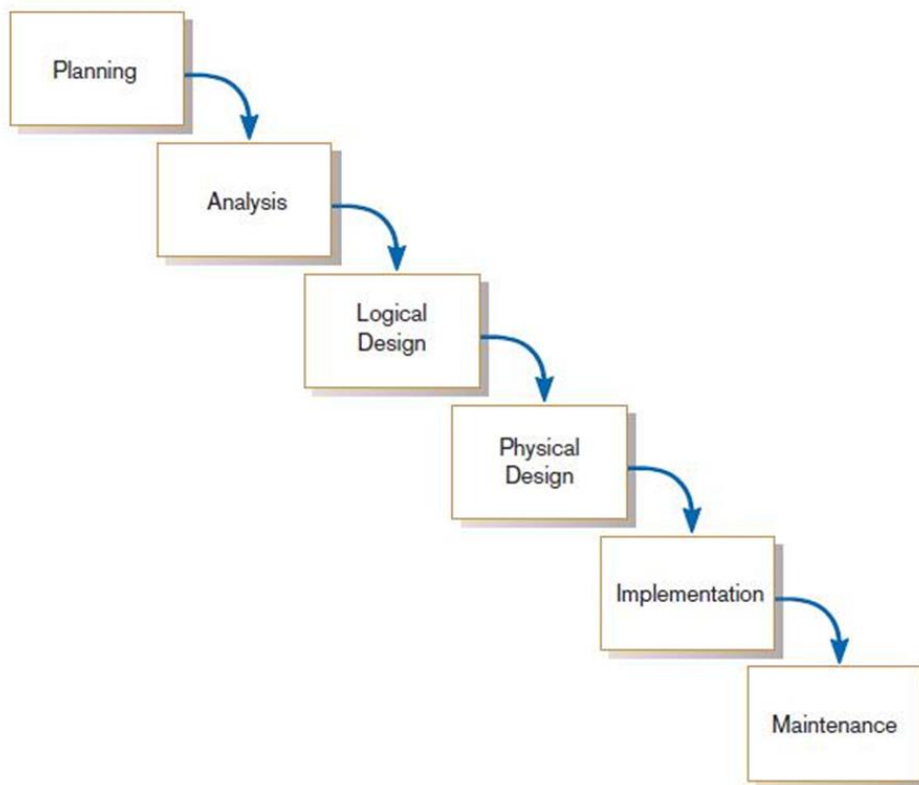 Planning
Analysis
Logical
Design
Physical
Design
Implementation
Maintenance